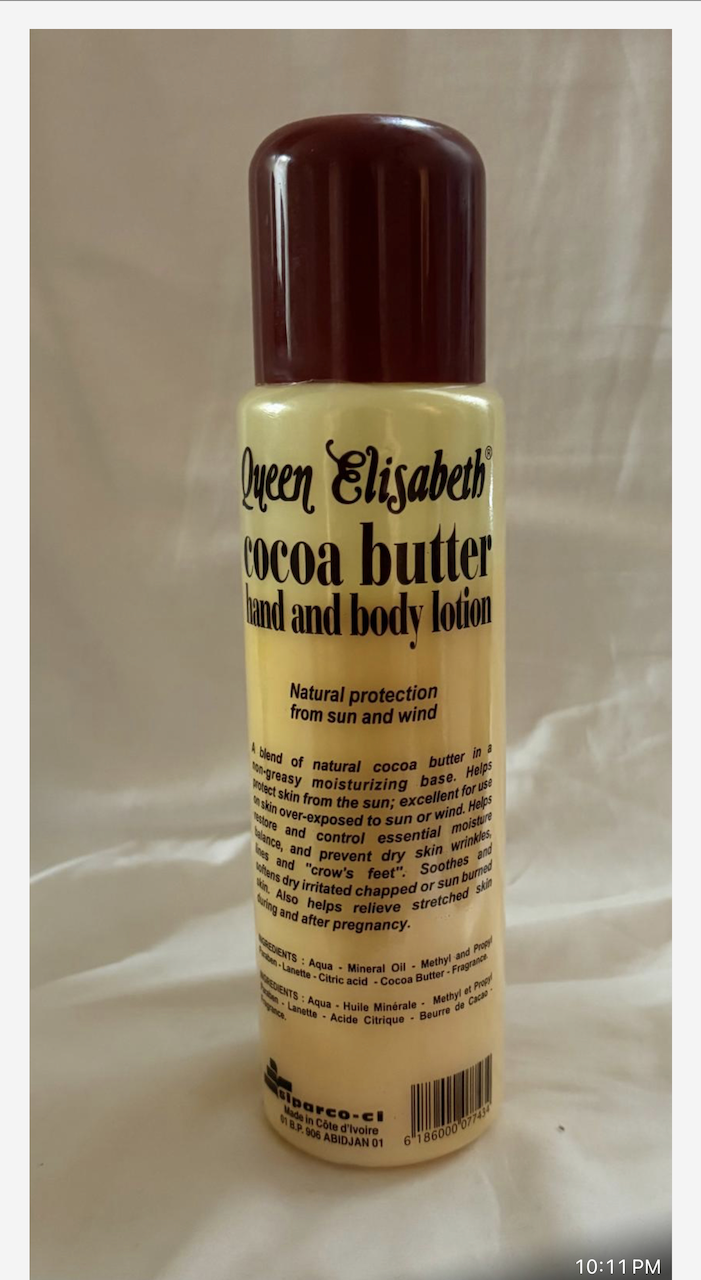 Queen Elisabeth®
cocoa butter
hand and body lotion
Natural protection
from sun and wind
A blend of natural cocoa butter in a
non-greasy moisturizing base. Helps
protect skin from the sun; excellent for use
on skin over-exposed to sun or wind. Helps
restore and control essential moisture
balance, and prevent dry skin wrinkles,
lines and "crow's feet". Soothes and
softens dry irritated chapped or sun burned
skin. Also helps relieve stretched skin
during and after pregnancy.
INGREDIENTS : Aqua - Mineral Oil - Methyl and Propyl
Paraben - Lanette - Citric acid - Cocoa Butter - Fragrance.
INGREDIENTS : Aqua - Huile Minérale - Methyl et Propyl
Paraben - Lanette - Acide Citrique - Beurre de Cacao -
Fragrance.
siparco-ci
Made in Côte d'Ivoire
01 B.P. 906 ABIDJAN 01
6 186000 077434
10:11 PM